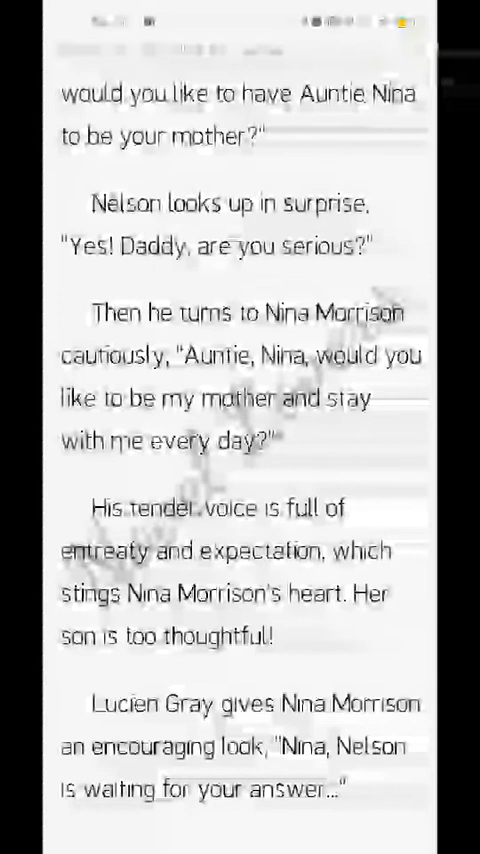 would you like to have Auntie Nina
to be your mother?"
Nelson looks up in surprise,
"Yes! Daddy, are you serious?"
Then he turns to Nina Morrison
cautiously, "Auntie, Nina, would you
like to be my mother and stay
with me every day?"
His tender voice is full of
entreaty and expectation, which
stings Nina Morrison's heart. Her
son is too thoughtful!
Lucien Gray gives Nina Morrison
an encouraging look, "Nina, Nelson
is waiting for your answer..."